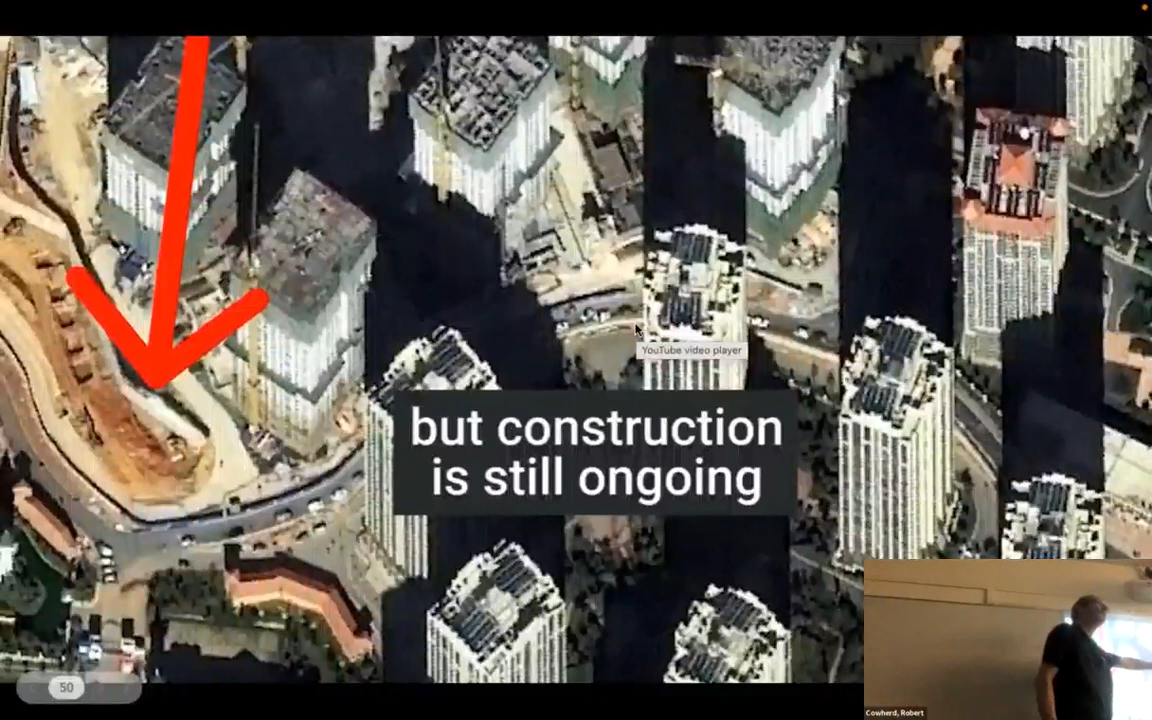 YouTube video player
but construction
is still ongoing
50
Cowherd, Robert